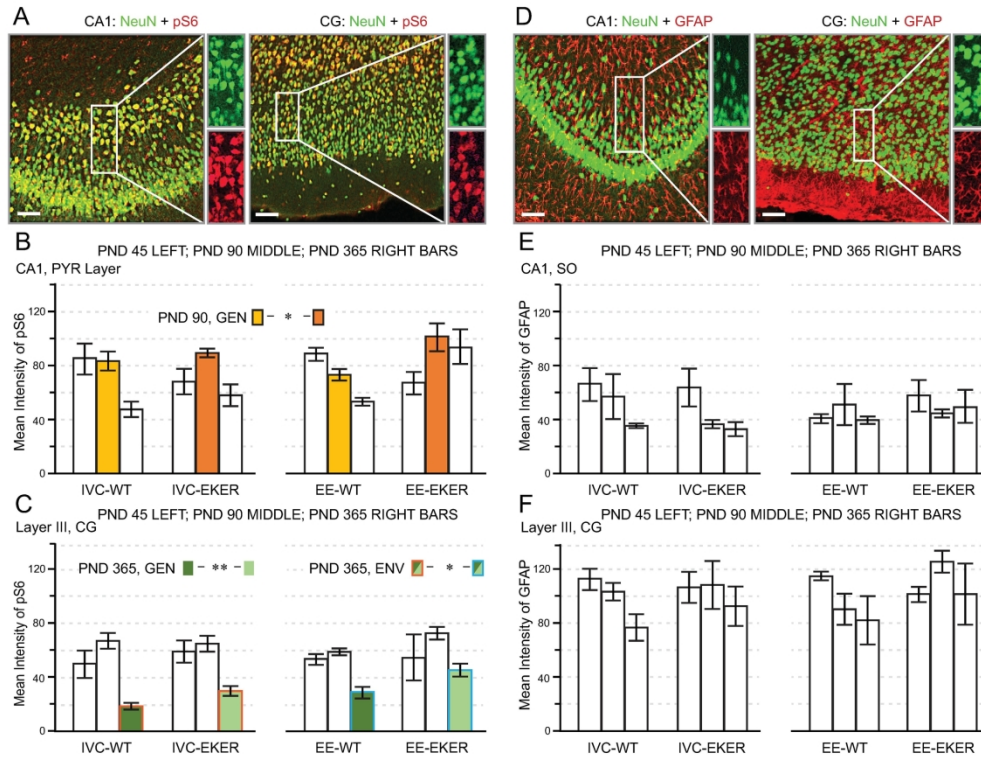 A
CA1: NeuN + pS6
CG: NeuN + pS6
D
CA1: NeuN + GFAP
CG: NeuN + GFAP
B
PND 45 LEFT; PND 90 MIDDLE; PND 365 RIGHT BARS
CA1, PYR Layer
PND 90, GEN - * -
Mean Intensity of pS6
120
80
60
40
0
IVC-WT
IVC-EKER
EE-WT
EE-EKER
E
PND 45 LEFT; PND 90 MIDDLE; PND 365 RIGHT BARS
CA1, SO
Mean Intensity of GFAP
120
80
60
40
0
IVC-WT
IVC-EKER
EE-WT
EE-EKER
C
PND 45 LEFT; PND 90 MIDDLE; PND 365 RIGHT BARS
Layer III, CG
PND 365, GEN - ** -
PND 365, ENV - * -
Mean Intensity of pS6
120
80
60
40
0
IVC-WT
IVC-EKER
EE-WT
EE-EKER
F
PND 45 LEFT; PND 90 MIDDLE; PND 365 RIGHT BARS
Layer III, CG
Mean Intensity of GFAP
120
80
60
40
0
IVC-WT
IVC-EKER
EE-WT
EE-EKER